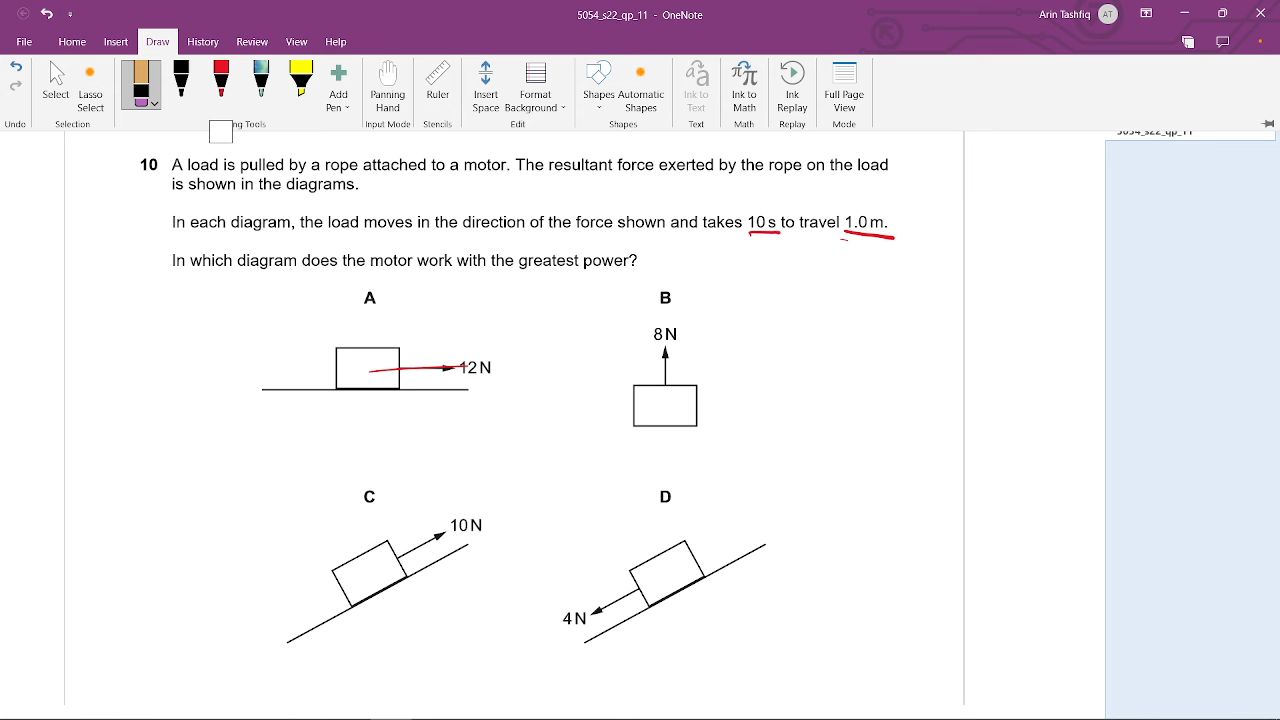 5054_s22_qp_11 - OneNote
Arin Tashfiq
AT
File Home Insert Draw History Review View Help
Undo
Select
Lasso Select
Selection
ng Tools
Add Pen
Panning Hand
Input Mode
Ruler
Stencils
Insert Space
Format Background
Edit
Shapes
Automatic Shapes
Shapes
Ink to Text
Text
Ink to Math
Math
Ink Replay
Replay
Full Page View
Mode
5054_s22_qp_11
10 A load is pulled by a rope attached to a motor. The resultant force exerted by the rope on the load
is shown in the diagrams.
In each diagram, the load moves in the direction of the force shown and takes 10 s to travel 1.0 m.
In which diagram does the motor work with the greatest power?
A
B
12 N
8 N
C
D
10 N
4 N